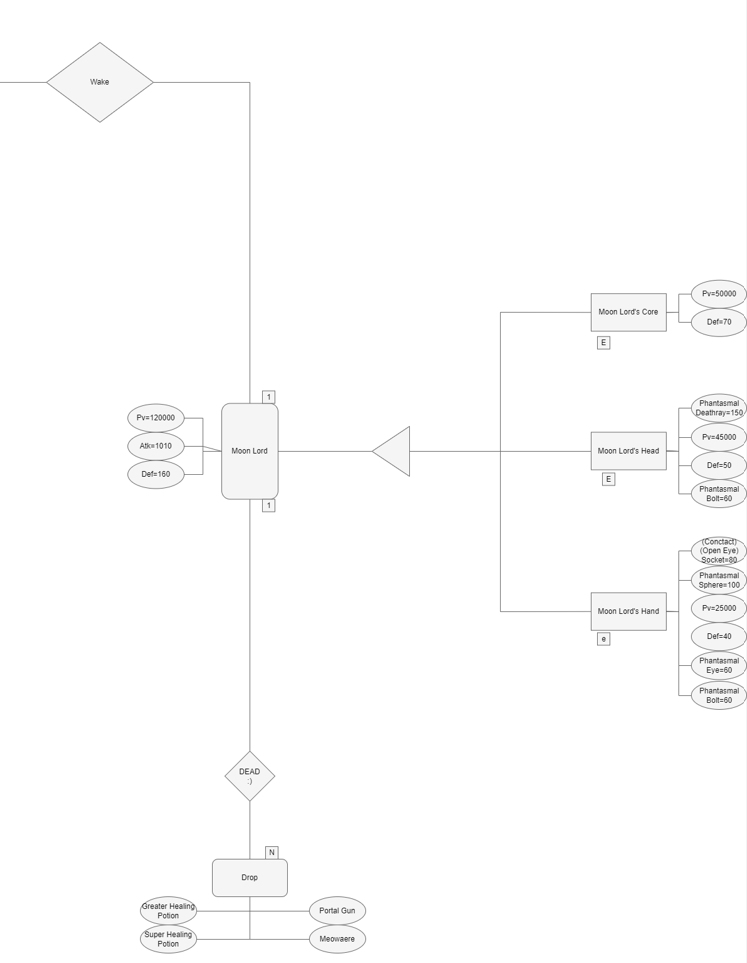 Wake
Pv=50000
Moon Lord's Core
Def=70
E
1
Pv=120000
Atk=1010
Def=160
Moon Lord
1
Phantasmal
Deathray=150
Pv=45000
Moon Lord's Head
Def=50
E
Phantasmal
Bolt=60
(Conctact)
(Open Eye)
Socket=80
Phantasmal
Sphere=100
Pv=25000
Moon Lord's Hand
Def=40
e
Phantasmal
Eye=60
Phantasmal
Bolt=60
DEAD
:)
N
Drop
Greater Healing
Potion
Portal Gun
Super Healing
Potion
Meowaere